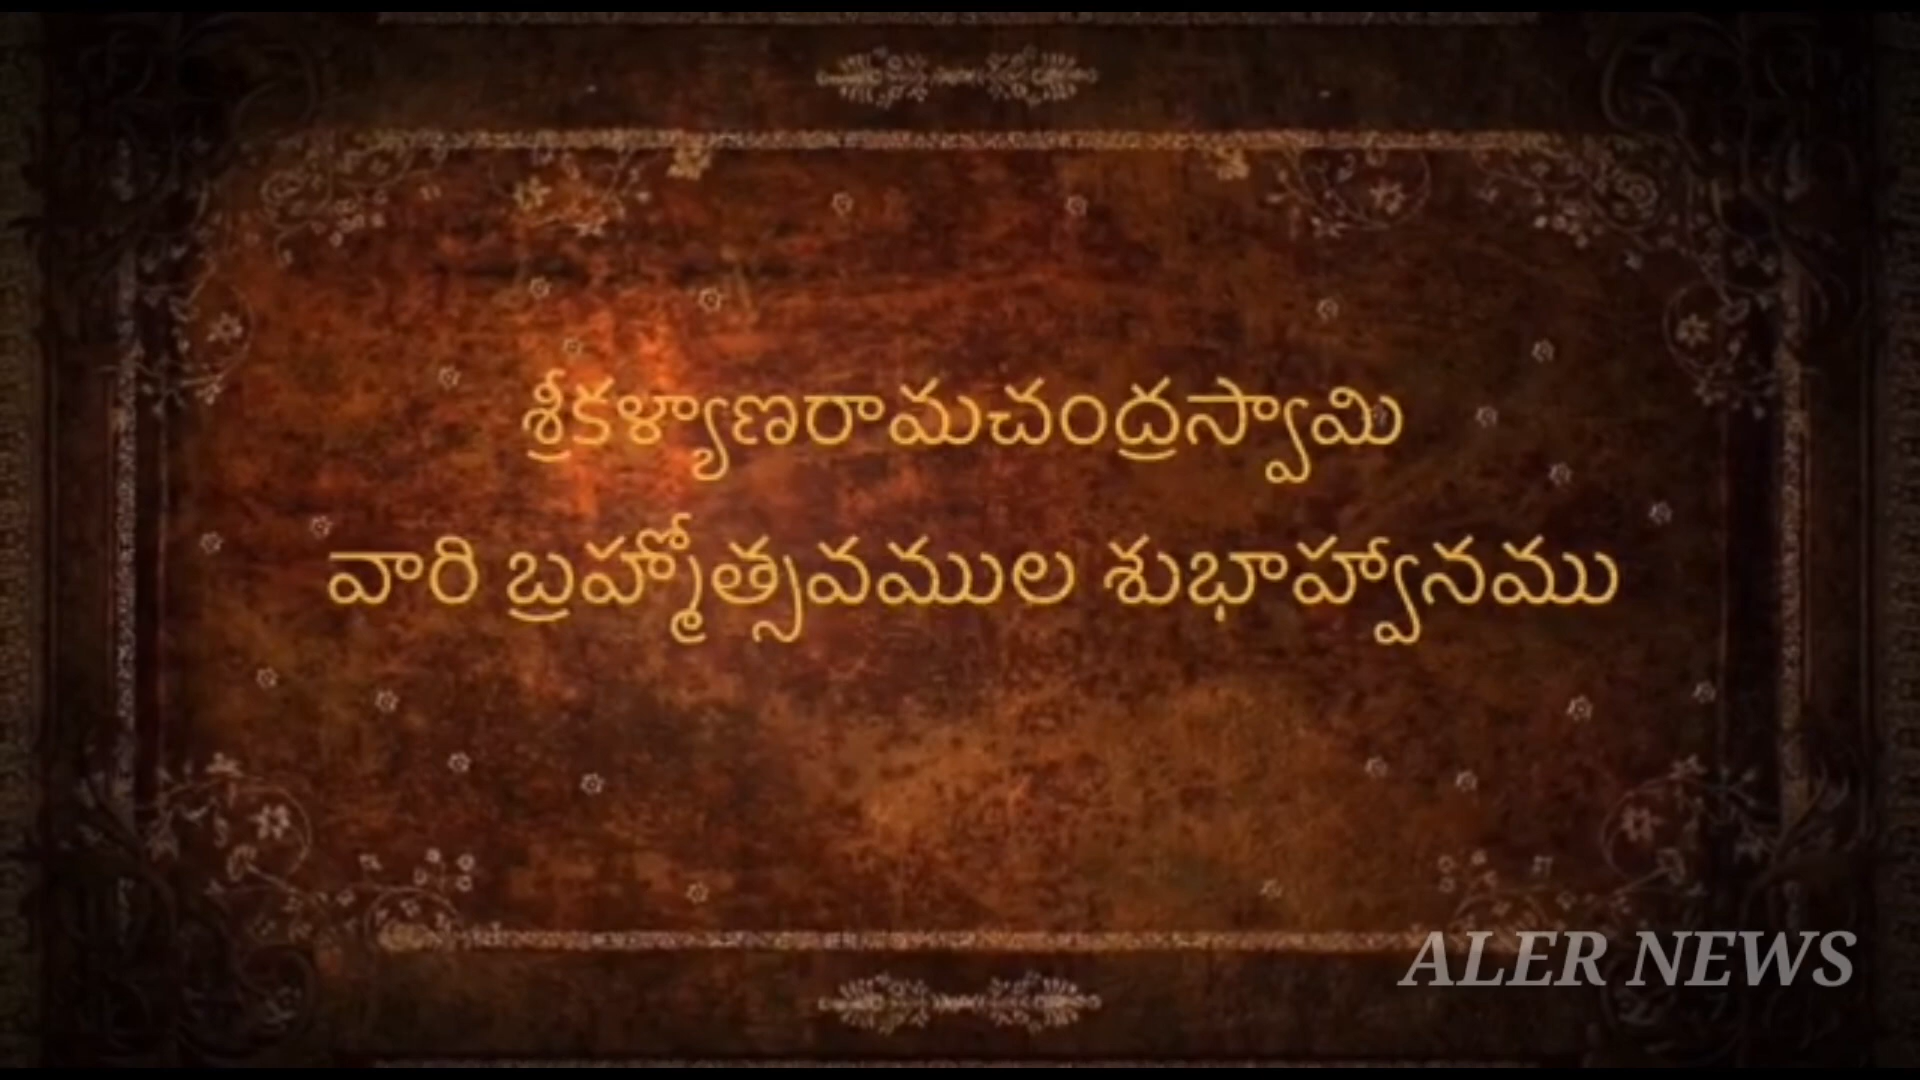 శ్రీకళ్యాణరామచంద్రస్వామి
వారి బ్రహ్మోత్సవముల శుభాహ్వానము
ALER NEWS